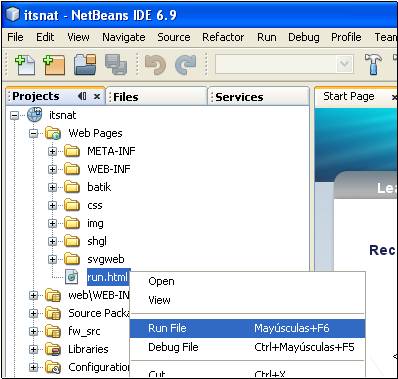 itsnat - NetBeans IDE 6.9
File Edit View Navigate Source Refactor Run Debug Profile
Projects Files Services Start Page
itsnat
Web Pages
META-INF
WEB-INF
batik
css
img
shgl
svgweb
run.html
web\WEB-IN
Source Packa
fw_src
Libraries
Configuration
Open
View
Run File Mayúsculas+F6
Debug File Ctrl+Mayúsculas+F5
Cut Ctrl+X
Lea
Rec